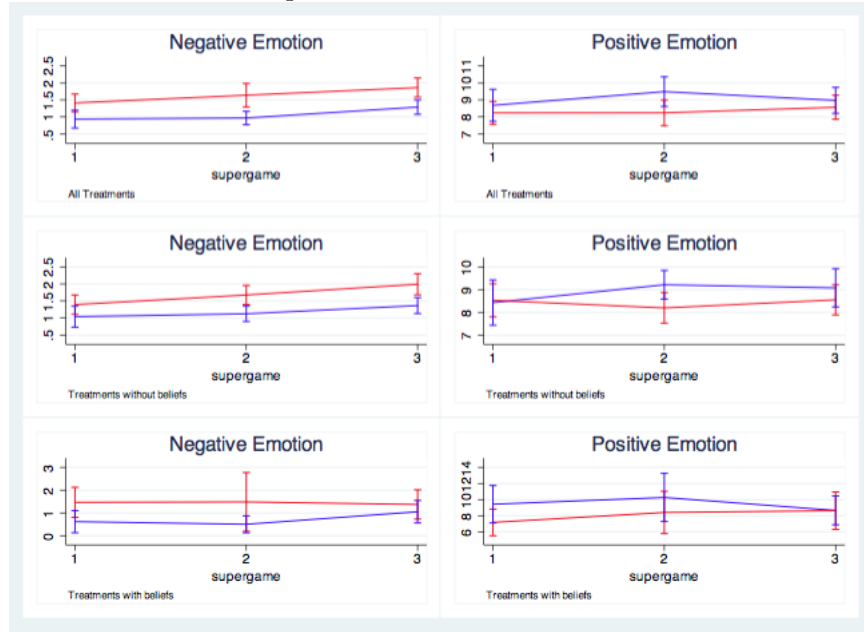 Negative Emotion
.5 1 1.5 2 2.5
1 2 3
supergame
All Treatments
Positive Emotion
7 8 9 10 11
1 2 3
supergame
All Treatments
Negative Emotion
.5 1 1.5 2 2.5
1 2 3
supergame
Treatments without beliefs
Positive Emotion
7 8 9 10
1 2 3
supergame
Treatments without beliefs
Negative Emotion
0 1 2 3
1 2 3
supergame
Treatments with beliefs
Positive Emotion
6 8 10 12 14
1 2 3
supergame
Treatments with beliefs